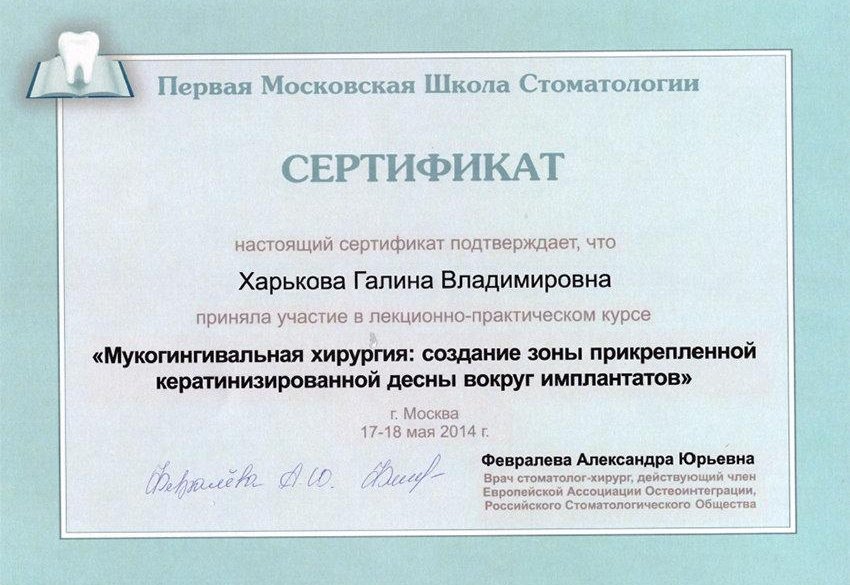 Первая Московская Школа Стоматологии
СЕРТИФИКАТ
настоящий сертификат подтверждает, что
Харькова Галина Владимировна
приняла участие в лекционно-практическом курсе
«Мукогингивальная хирургия: создание зоны прикрепленной
кератинизированной десны вокруг имплантатов»
г. Москва
17-18 мая 2014 г.
Февралёва А.Ю.
Февралева Александра Юрьевна
Врач стоматолог-хирург, действующий член
Европейской Ассоциации Остеоинтеграции,
Российского Стоматологического Общества